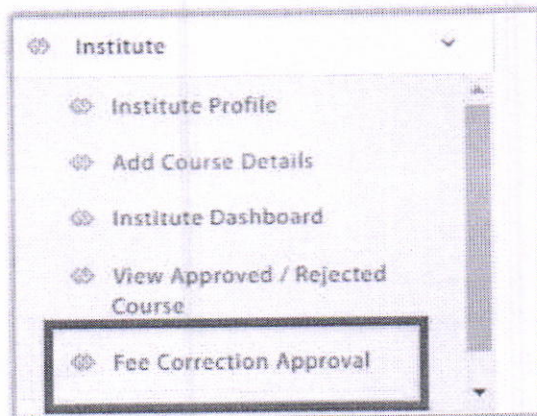 Institute
Institute Profile
Add Course Details
Institute Dashboard
View Approved / Rejected
Course
Fee Correction Approval